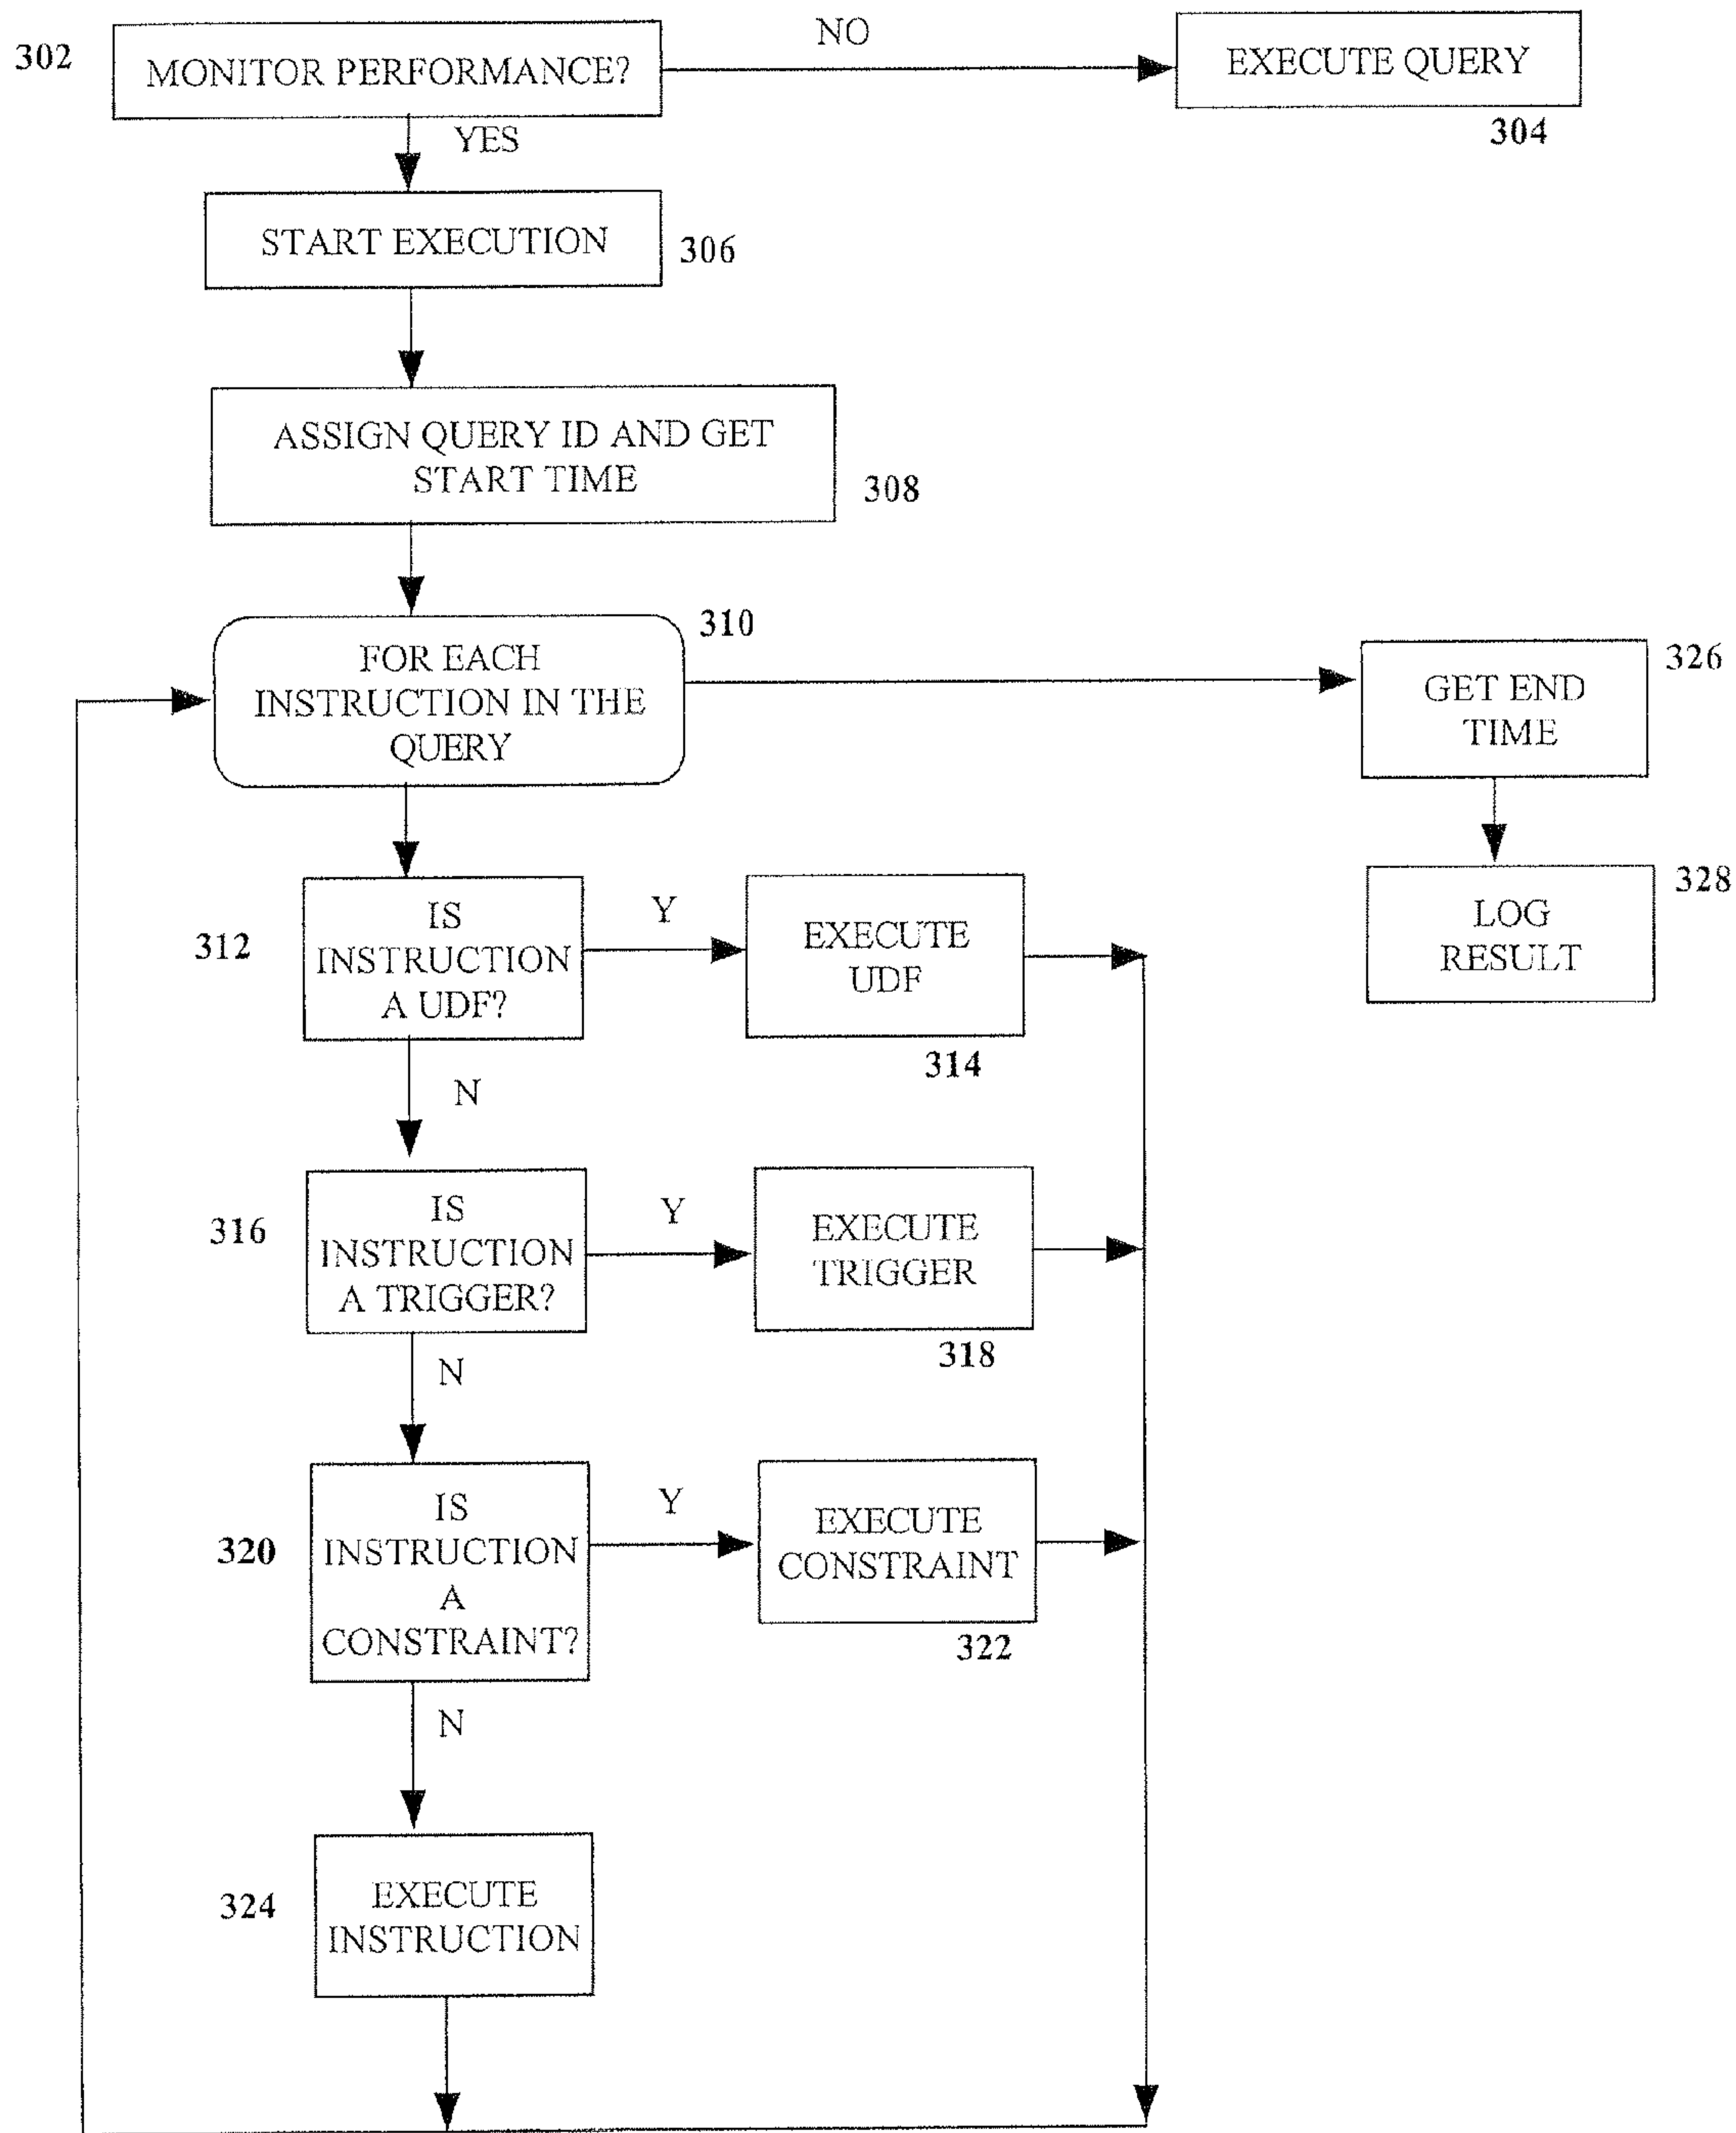 302
MONITOR PERFORMANCE?
NO
EXECUTE QUERY
304
YES
START EXECUTION
306
ASSIGN QUERY ID AND GET
START TIME
308
310
FOR EACH
INSTRUCTION IN THE
QUERY
326
GET END
TIME
328
LOG
RESULT
312
IS
INSTRUCTION
A UDF?
Y
EXECUTE
UDF
314
N
316
IS
INSTRUCTION
A TRIGGER?
Y
EXECUTE
TRIGGER
318
N
320
IS
INSTRUCTION
A
CONSTRAINT?
Y
EXECUTE
CONSTRAINT
322
N
324
EXECUTE
INSTRUCTION